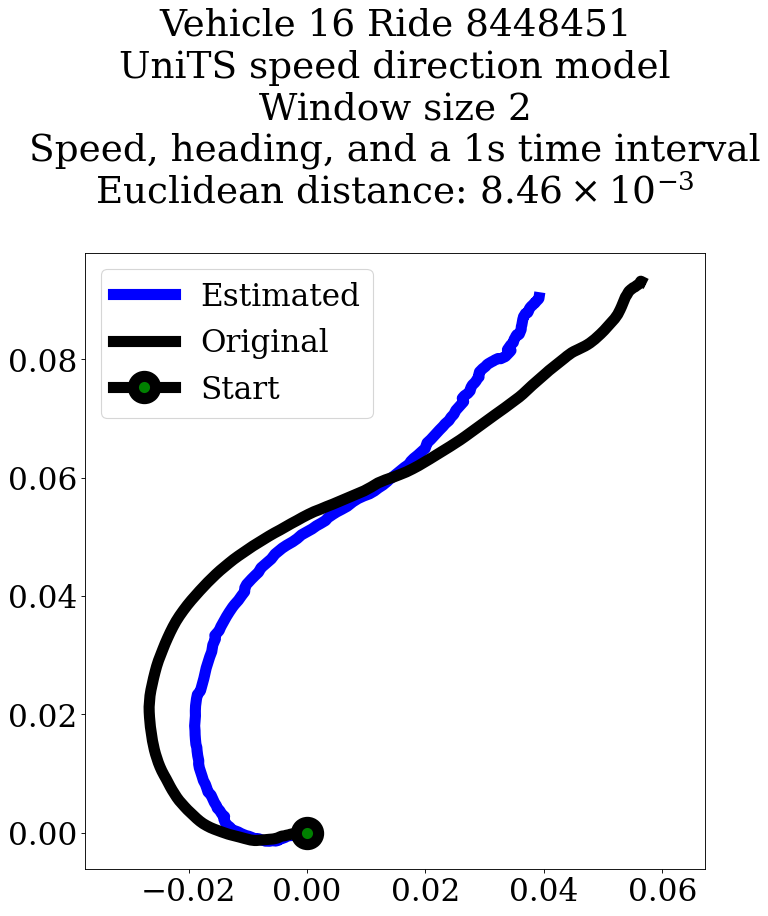 Vehicle 16 Ride 8448451
UniTS speed direction model
Window size 2
Speed, heading, and a 1s time interval
Euclidean distance: 8.46 × 10⁻³
Estimated
Original
Start
0.08
0.06
0.04
0.02
0.00
−0.02 0.00 0.02 0.04 0.06